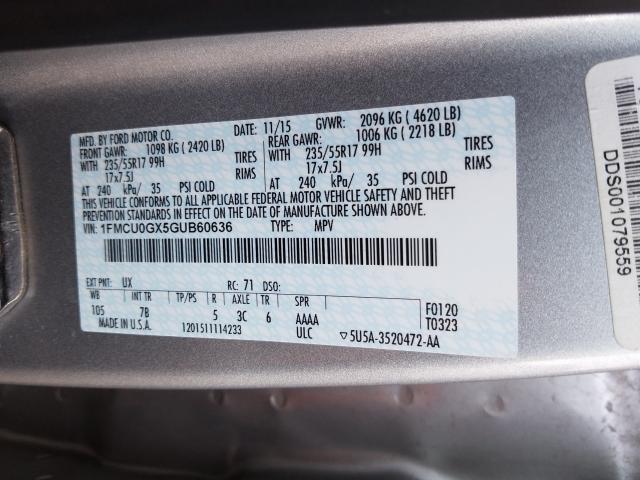 MFD. BY FORD MOTOR CO.
DATE: 11/15 GVWR: 2096 KG ( 4620 LB)
FRONT GAWR: 1098 KG ( 2420 LB) REAR GAWR: 1006 KG ( 2218 LB)
WITH 235/55R17 99H TIRES WITH 235/55R17 99H TIRES
17x7.5J RIMS 17x7.5J RIMS
AT 240 kPa/ 35 PSI COLD AT 240 kPa/ 35 PSI COLD
THIS VEHICLE CONFORMS TO ALL APPLICABLE FEDERAL MOTOR VEHICLE SAFETY AND THEFT
PREVENTION STANDARDS IN EFFECT ON THE DATE OF MANUFACTURE SHOWN ABOVE.
VIN: 1FMCU0GX5GUB60636 TYPE: MPV
EXT PNT: UX RC: 71 DSO:
WB INT TR TP/PS R AXLE TR SPR
105 7B 5 3C 6 AAAA F0120
MADE IN U.S.A. 1201511114233 ULC ▽5U5A-3520472-AA T0323
DDS001079559